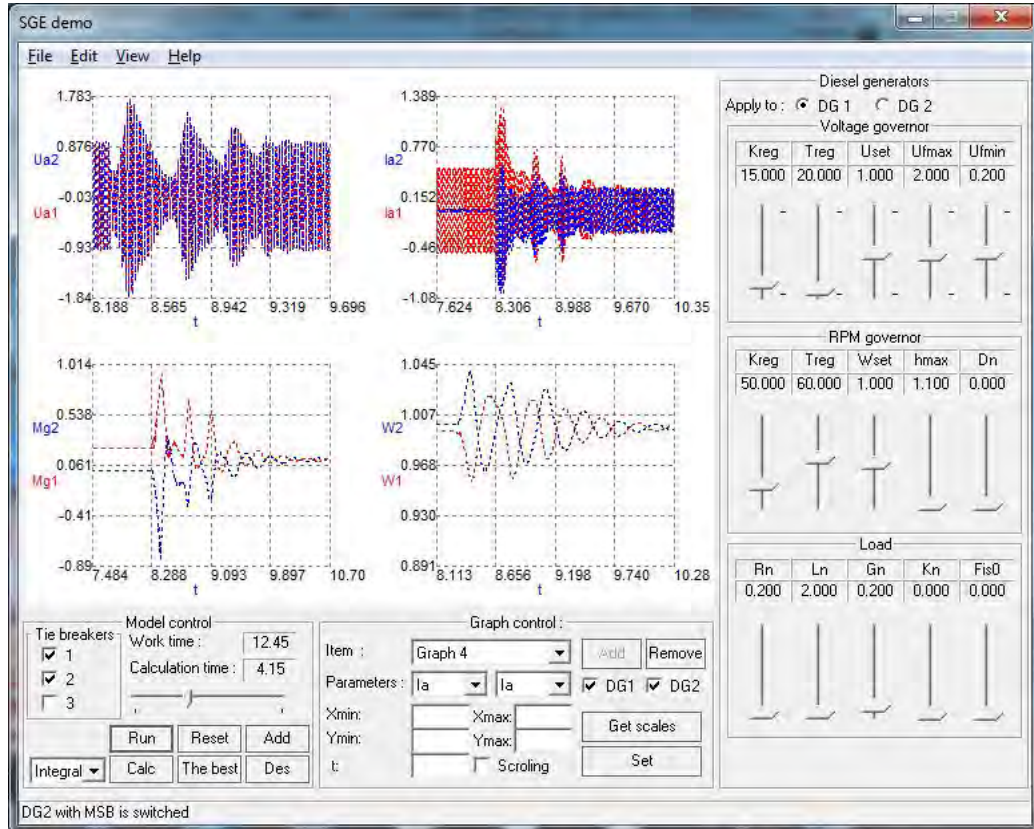 SGE demo
File Edit View Help
1.783
0.876
Ua2
-0.03
Ua1
-0.93
-1.84
8.188 8.565 8.942 9.319 9.696
t
1.389
0.770
Ia2
0.152
Ia1
-0.46
-1.08
7.624 8.306 8.988 9.670 10.35
t
1.014
0.538
Mg2
0.061
Mg1
-0.41
-0.89
7.484 8.288 9.093 9.897 10.70
t
1.045
1.007
W2
0.968
W1
0.930
0.891
8.113 8.656 9.198 9.740 10.28
t
Diesel generators
Apply to : DG 1 DG 2
Voltage governor
Kreg Treg Uset Ufmax Ufmin
15.000 20.000 1.000 2.000 0.200
RPM governor
Kreg Treg Wset hmax Dn
50.000 60.000 1.000 1.100 0.000
Load
Rn Ln Gn Kn Fis0
0.200 2.000 0.200 0.000 0.000
Model control
Tie breakers
1
2
3
Work time : 12.45
Calculation time : 4.15
Run Reset Add
Integral Calc The best Des
Graph control :
Item : Graph 4 Add Remove
Parameters : Ia Ia DG1 DG2
Xmin: Xmax:
Ymin: Ymax:
Get scales
t: Scroling Set
DG2 with MSB is switched